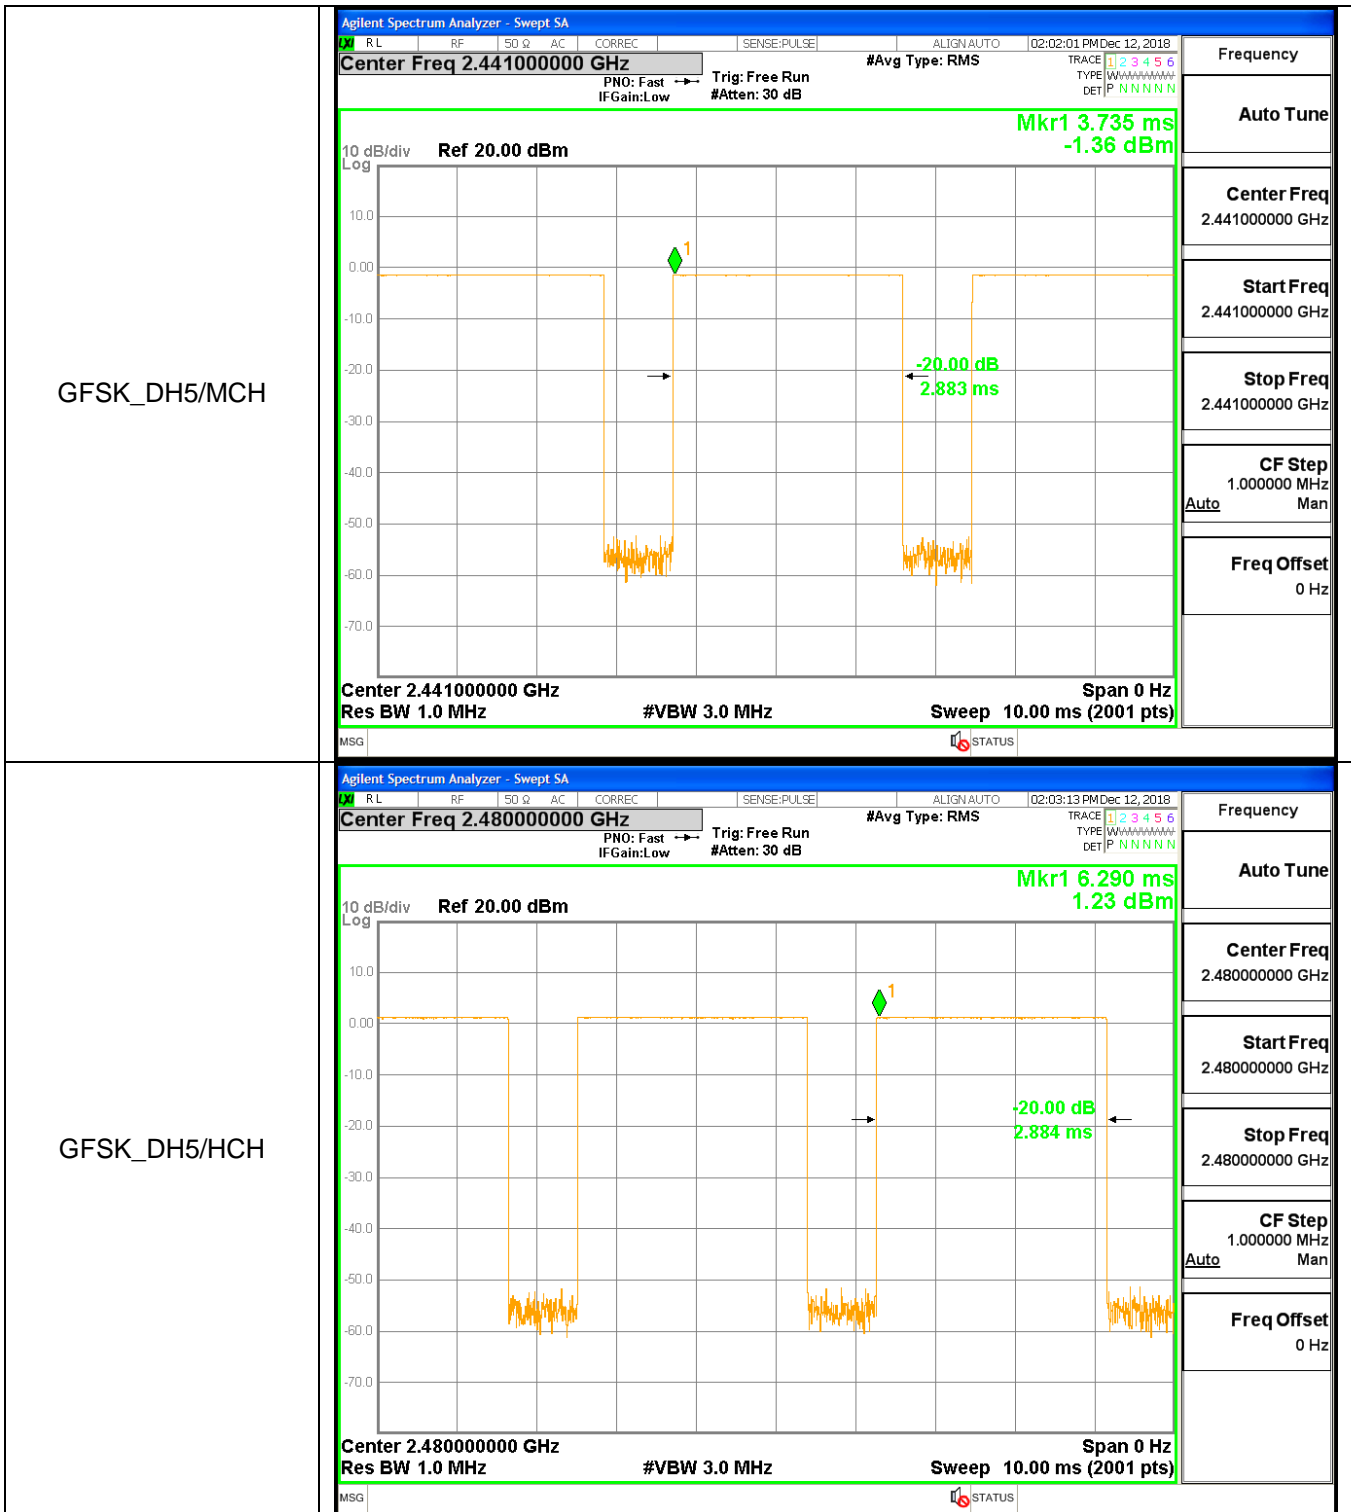 GFSK_DH5/MCH
Agilent Spectrum Analyzer - Swept SA
LXI RL RF 50 Ω AC CORREC SENSE:PULSE ALIGNAUTO 02:02:01 PM Dec 12, 2018
Center Freq 2.441000000 GHz
#Avg Type: RMS
TRACE 1 2 3 4 5 6
TYPE
DET P N N N N N
PNO: Fast
IFGain:Low
Trig: Free Run
#Atten: 30 dB
Mkr1 3.735 ms
-1.36 dBm
10 dB/div
Log
Ref 20.00 dBm
10.0
0.00
-10.0
-20.0
-30.0
-40.0
-50.0
-60.0
-70.0
1
-20.00 dB
2.883 ms
Center 2.441000000 GHz
Span 0 Hz
Res BW 1.0 MHz
#VBW 3.0 MHz
Sweep 10.00 ms (2001 pts)
MSG
STATUS
Frequency
Auto Tune
Center Freq
2.441000000 GHz
Start Freq
2.441000000 GHz
Stop Freq
2.441000000 GHz
CF Step
1.000000 MHz
Auto Man
Freq Offset
0 Hz
GFSK_DH5/HCH
Agilent Spectrum Analyzer - Swept SA
LXI RL RF 50 Ω AC CORREC SENSE:PULSE ALIGNAUTO 02:03:13 PM Dec 12, 2018
Center Freq 2.480000000 GHz
#Avg Type: RMS
TRACE 1 2 3 4 5 6
TYPE
DET P N N N N N
PNO: Fast
IFGain:Low
Trig: Free Run
#Atten: 30 dB
Mkr1 6.290 ms
1.23 dBm
10 dB/div
Log
Ref 20.00 dBm
10.0
0.00
-10.0
-20.0
-30.0
-40.0
-50.0
-60.0
-70.0
1
-20.00 dB
2.884 ms
Center 2.480000000 GHz
Span 0 Hz
Res BW 1.0 MHz
#VBW 3.0 MHz
Sweep 10.00 ms (2001 pts)
MSG
STATUS
Frequency
Auto Tune
Center Freq
2.480000000 GHz
Start Freq
2.480000000 GHz
Stop Freq
2.480000000 GHz
CF Step
1.000000 MHz
Auto Man
Freq Offset
0 Hz